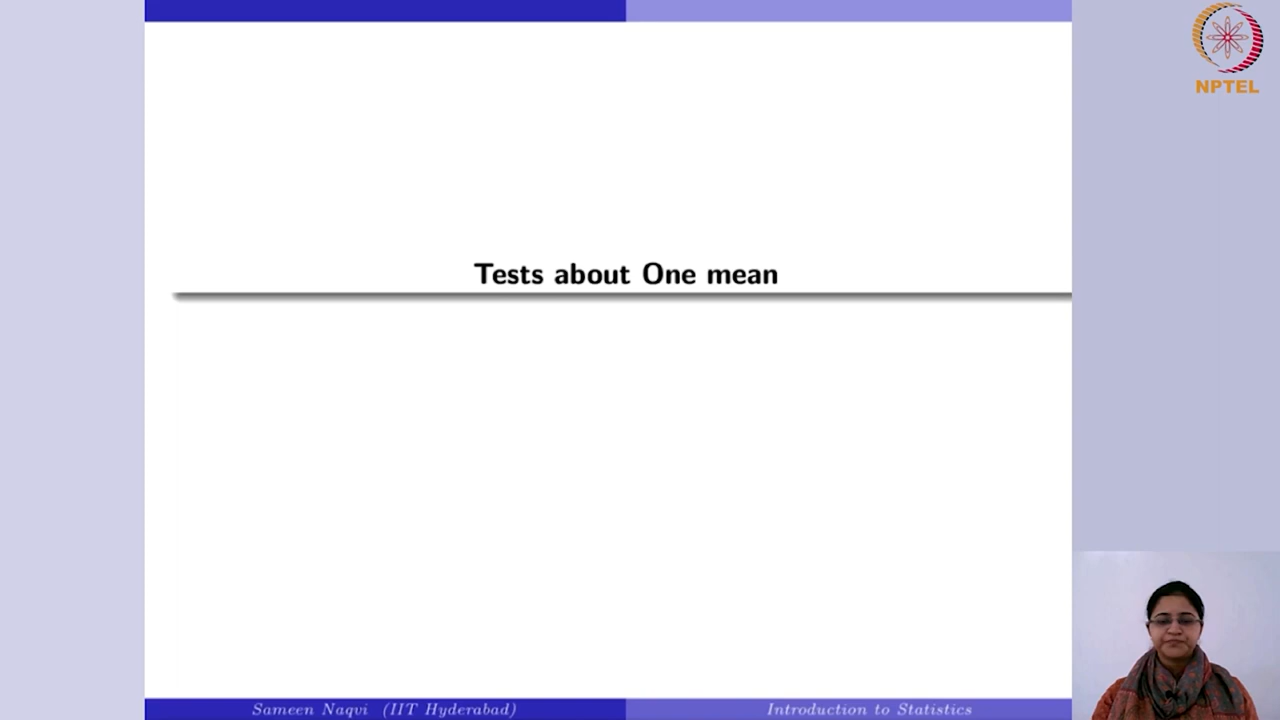 NPTEL
Tests about One mean
Sameen Naqvi (IIT Hyderabad)
Introduction to Statistics